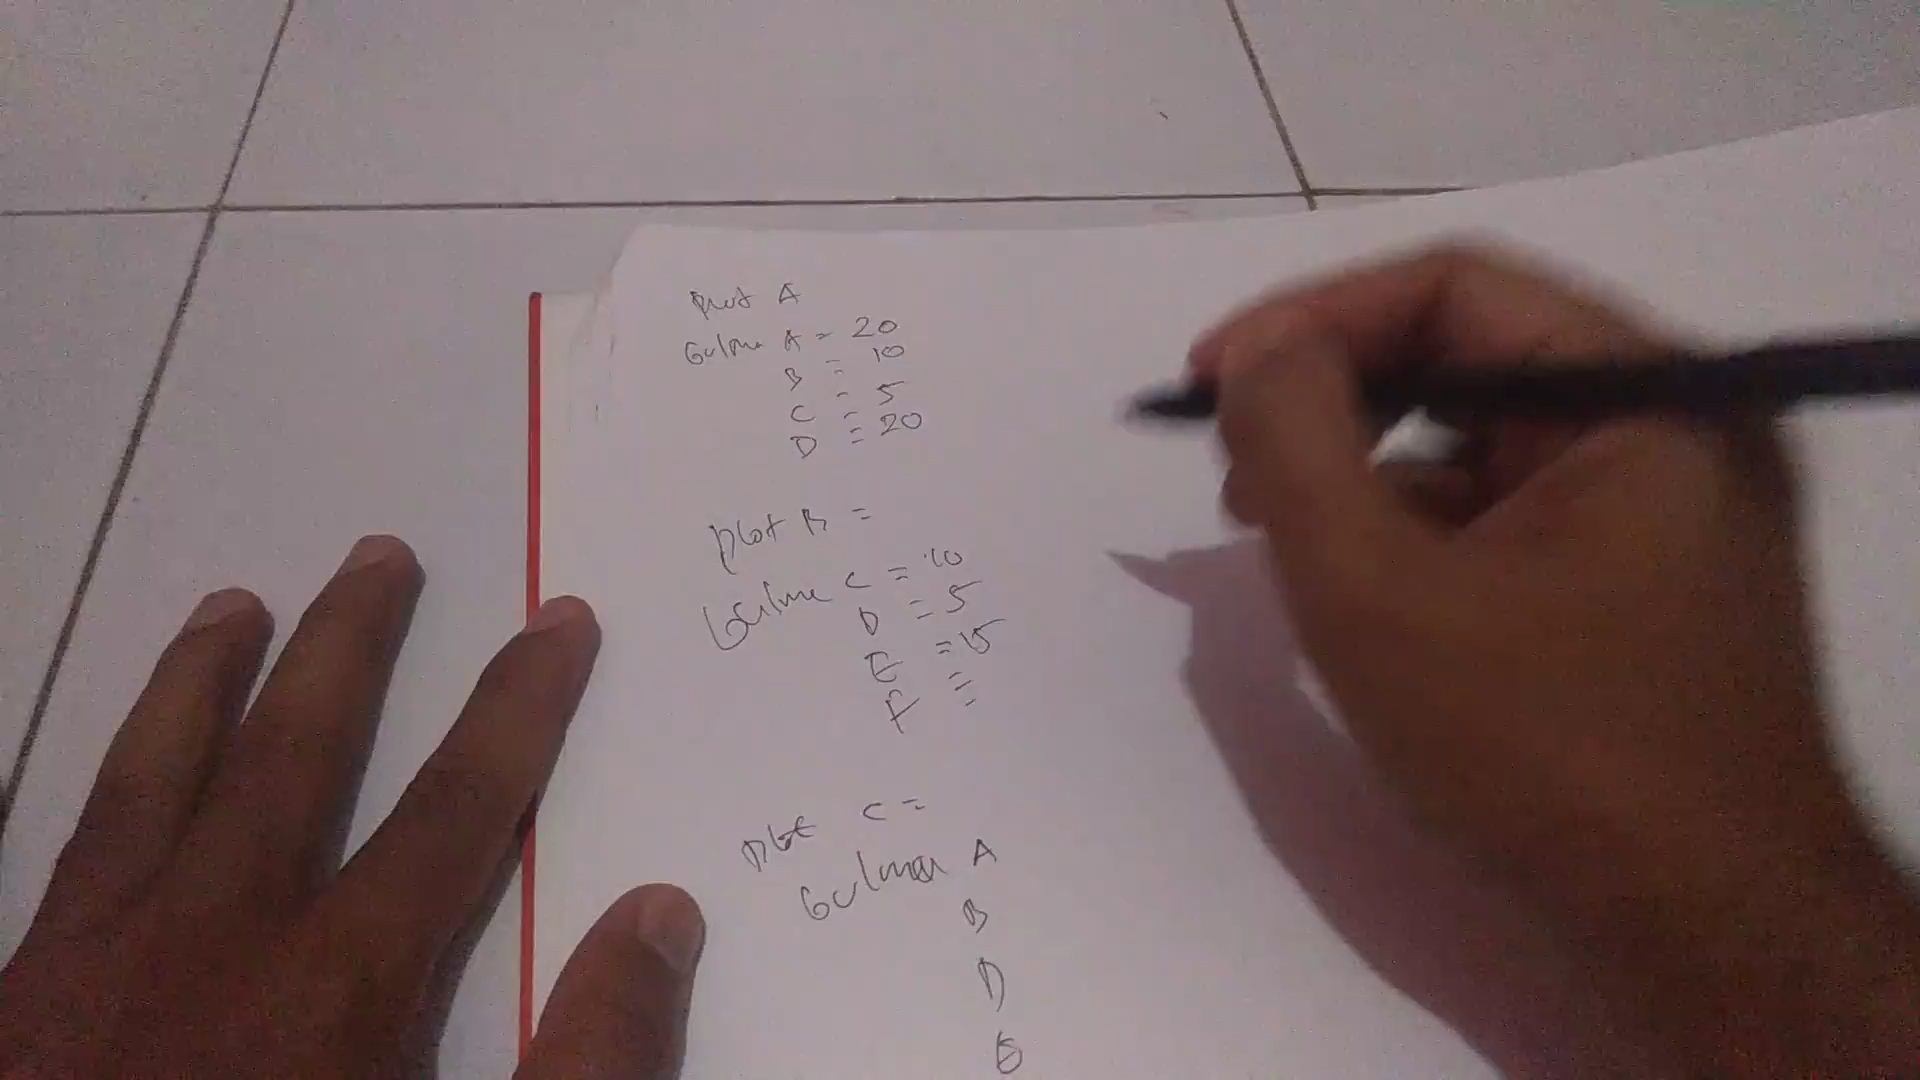 Plot A
Gulma A = 20
B = 10
C = 5
D = 20
Plot B =
Gulma C = 10
D = 5
E = 15
F =
Plot C =
Gulma A
B
D
E